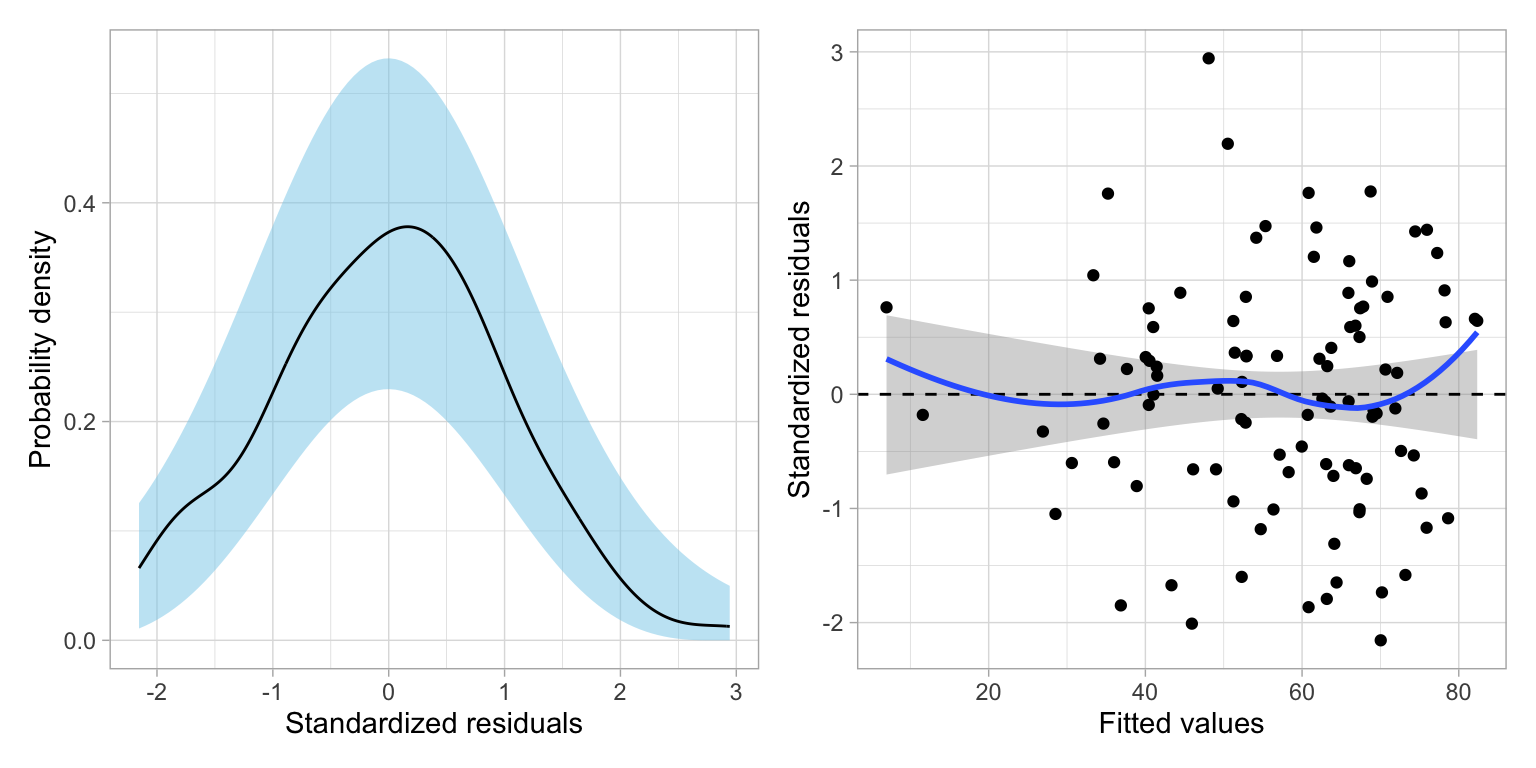 Probability density
0.4
0.2
0.0
-2 -1 0 1 2 3
Standardized residuals
Standardized residuals
3
2
1
0
-1
-2
20 40 60 80
Fitted values